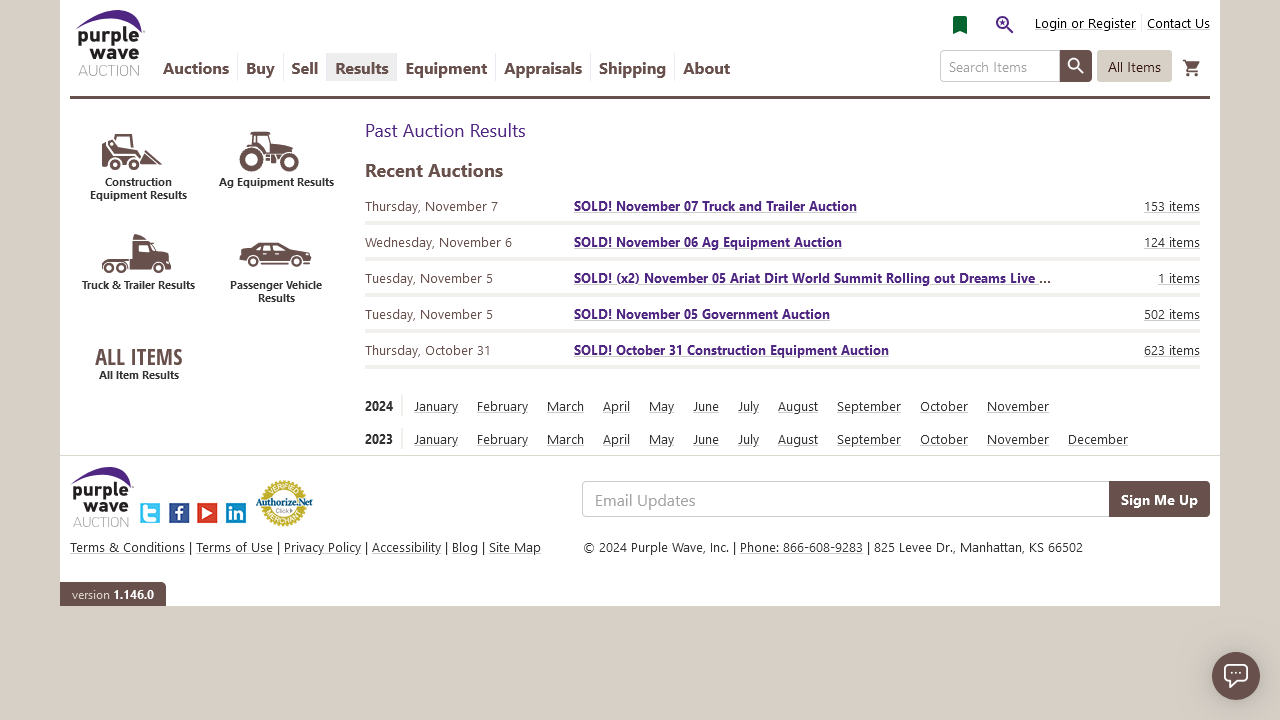 purple
wave
AUCTION
Login or Register
Contact Us
Auctions
Buy
Sell
Results
Equipment
Appraisals
Shipping
About
Search Items
All Items
Construction
Equipment Results
Ag Equipment Results
Truck & Trailer Results
Passenger Vehicle
Results
ALL ITEMS
All Item Results
Past Auction Results
Recent Auctions
Thursday, November 7 SOLD! November 07 Truck and Trailer Auction 153 items
Wednesday, November 6 SOLD! November 06 Ag Equipment Auction 124 items
Tuesday, November 5 SOLD! (x2) November 05 Ariat Dirt World Summit Rolling out Dreams Live ... 1 items
Tuesday, November 5 SOLD! November 05 Government Auction 502 items
Thursday, October 31 SOLD! October 31 Construction Equipment Auction 623 items
2024 January February March April May June July August September October November
2023 January February March April May June July August September October November December
purple
wave
AUCTION
Authorize.Net
Click
Email Updates
Sign Me Up
Terms & Conditions | Terms of Use | Privacy Policy | Accessibility | Blog | Site Map
© 2024 Purple Wave, Inc. | Phone: 866-608-9283 | 825 Levee Dr., Manhattan, KS 66502
version 1.146.0